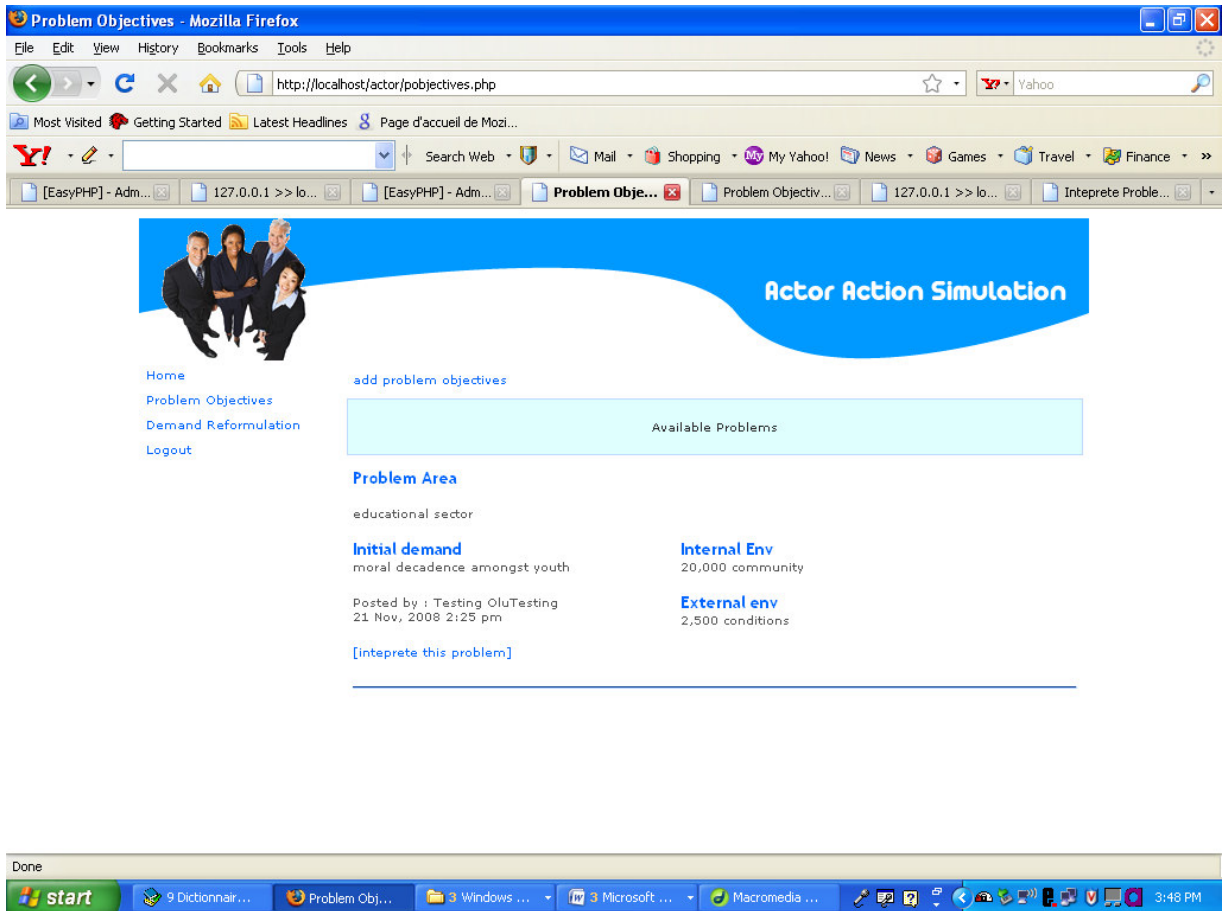 Problem Objectives - Mozilla Firefox
File Edit View History Bookmarks Tools Help
http://localhost/actor/pobjectives.php
Yahoo
Most Visited Getting Started Latest Headlines Page d'accueil de Mozi...
Y! Search Web Mail Shopping My Yahoo! News Games Travel Finance »
[EasyPHP] - Adm... 127.0.0.1 >> lo... [EasyPHP] - Adm... Problem Obje... Problem Objectiv... 127.0.0.1 >> lo... Inteprete Proble...
Actor Action Simulation
Home
Problem Objectives
Demand Reformulation
Logout
add problem objectives
Available Problems
Problem Area
educational sector
Initial demand
moral decadence amongst youth
Internal Env
20,000 community
Posted by : Testing OluTesting
21 Nov, 2008 2:25 pm
External env
2,500 conditions
[inteprete this problem]
Done
start 9 Dictionnair... Problem Obj... 3 Windows ... 3 Microsoft ... Macromedia ... 3:48 PM